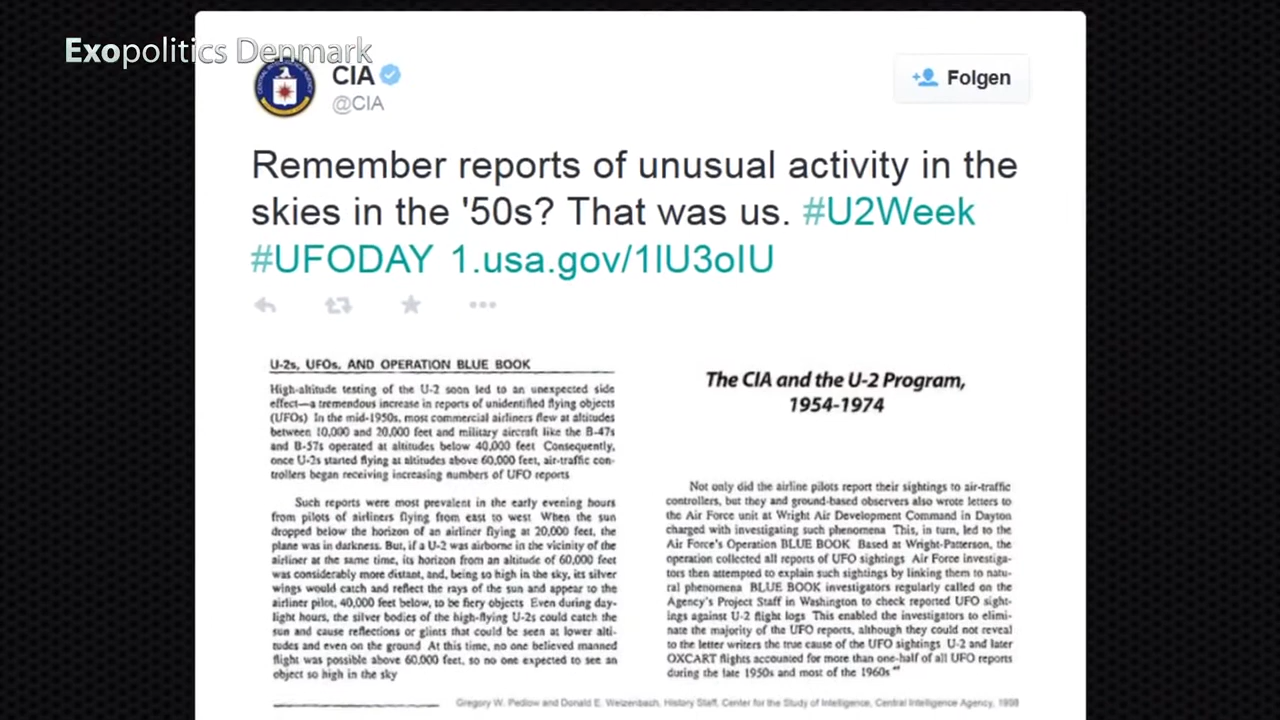 Exopolitics Denmark
CIA
@CIA
Folgen
Remember reports of unusual activity in the
skies in the '50s? That was us. #U2Week
#UFODAY 1.usa.gov/1lU3oIU
U-2s, UFOs, AND OPERATION BLUE BOOK
High-altitude testing of the U-2 soon led to an unexpected side
effect—a tremendous increase in reports of unidentified flying objects
(UFOs) In the mid-1950s, most commercial airliners flew at altitudes
between 10,000 and 20,000 feet and military aircraft like the B-47s
and B-57s operated at altitudes below 40,000 feet Consequently,
once U-2s started flying at altitudes above 60,000 feet, air-traffic con-
trollers began receiving increasing numbers of UFO reports
Such reports were most prevalent in the early evening hours
from pilots of airliners flying from east to west When the sun
dropped below the horizon of an airliner flying at 20,000 feet, the
plane was in darkness. But, if a U-2 was airborne in the vicinity of the
airliner at the same time, its horizon from an altitude of 60,000 feet
was considerably more distant, and, being so high in the sky, its silver
wings would catch and reflect the rays of the sun and appear to the
airliner pilot, 40,000 feet below, to be fiery objects Even during day-
light hours, the silver bodies of the high-flying U-2s could catch the
sun and cause reflections or glints that could be seen at lower alti-
tudes and even on the ground At this time, no one believed manned
flight was possible above 60,000 feet, so no one expected to see an
object so high in the sky
The CIA and the U-2 Program,
1954-1974
Not only did the airline pilots report their sightings to air-traffic
controllers, but they and ground-based observers also wrote letters to
the Air Force unit at Wright Air Development Command in Dayton
charged with investigating such phenomena This, in turn, led to the
Air Force's Operation BLUE BOOK Based at Wright-Patterson, the
operation collected all reports of UFO sightings Air Force investiga-
tors then attempted to explain such sightings by linking them to natu-
ral phenomena BLUE BOOK investigators regularly called on the
Agency's Project Staff in Washington to check reported UFO sight-
ings against U-2 flight logs This enabled the investigators to elimi-
nate the majority of the UFO reports, although they could not reveal
to the letter writers the true cause of the UFO sightings U-2 and later
OXCART flights accounted for more than one-half of all UFO reports
during the late 1950s and most of the 1960s
Gregory W. Pedlow and Donald E. Welzenbach, History Staff, Center for the Study of Intelligence, Central Intelligence Agency, 1998